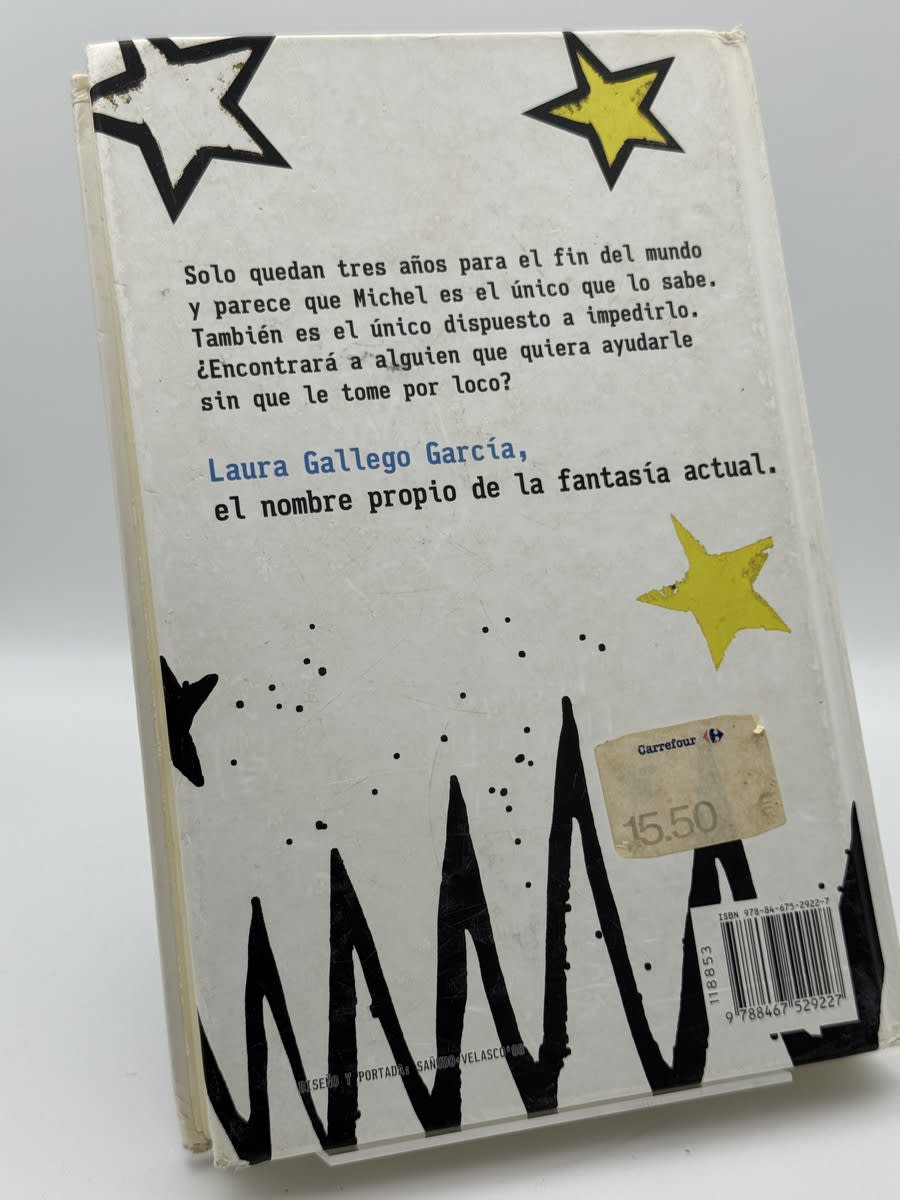 Solo quedan tres años para el fin del mundo
y parece que Michel es el único que lo sabe.
También es el único dispuesto a impedirlo.
¿Encontrará a alguien que quiera ayudarle
sin que le tome por loco?
Laura Gallego García,
el nombre propio de la fantasía actual.
Carrefour
15.50 €
ISBN 978-84-675-2922-7
118853
9 788467 529227
DISEÑO Y PORTADA: SAÑUDO+VELASCO'08